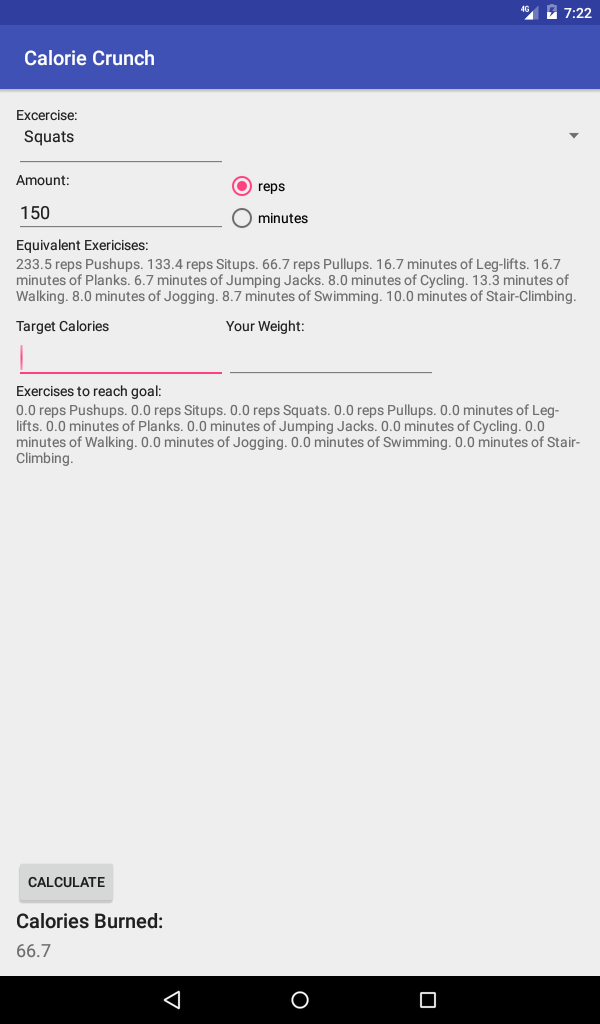 4G 7:22
Calorie Crunch
Excercise:
Squats
Amount:
reps
150
minutes
Equivalent Exericises:
233.5 reps Pushups. 133.4 reps Situps. 66.7 reps Pullups. 16.7 minutes of Leg-lifts. 16.7
minutes of Planks. 6.7 minutes of Jumping Jacks. 8.0 minutes of Cycling. 13.3 minutes of
Walking. 8.0 minutes of Jogging. 8.7 minutes of Swimming. 10.0 minutes of Stair-Climbing.
Target Calories Your Weight:
Exercises to reach goal:
0.0 reps Pushups. 0.0 reps Situps. 0.0 reps Squats. 0.0 reps Pullups. 0.0 minutes of Leg-
lifts. 0.0 minutes of Planks. 0.0 minutes of Jumping Jacks. 0.0 minutes of Cycling. 0.0
minutes of Walking. 0.0 minutes of Jogging. 0.0 minutes of Swimming. 0.0 minutes of Stair-
Climbing.
CALCULATE
Calories Burned:
66.7